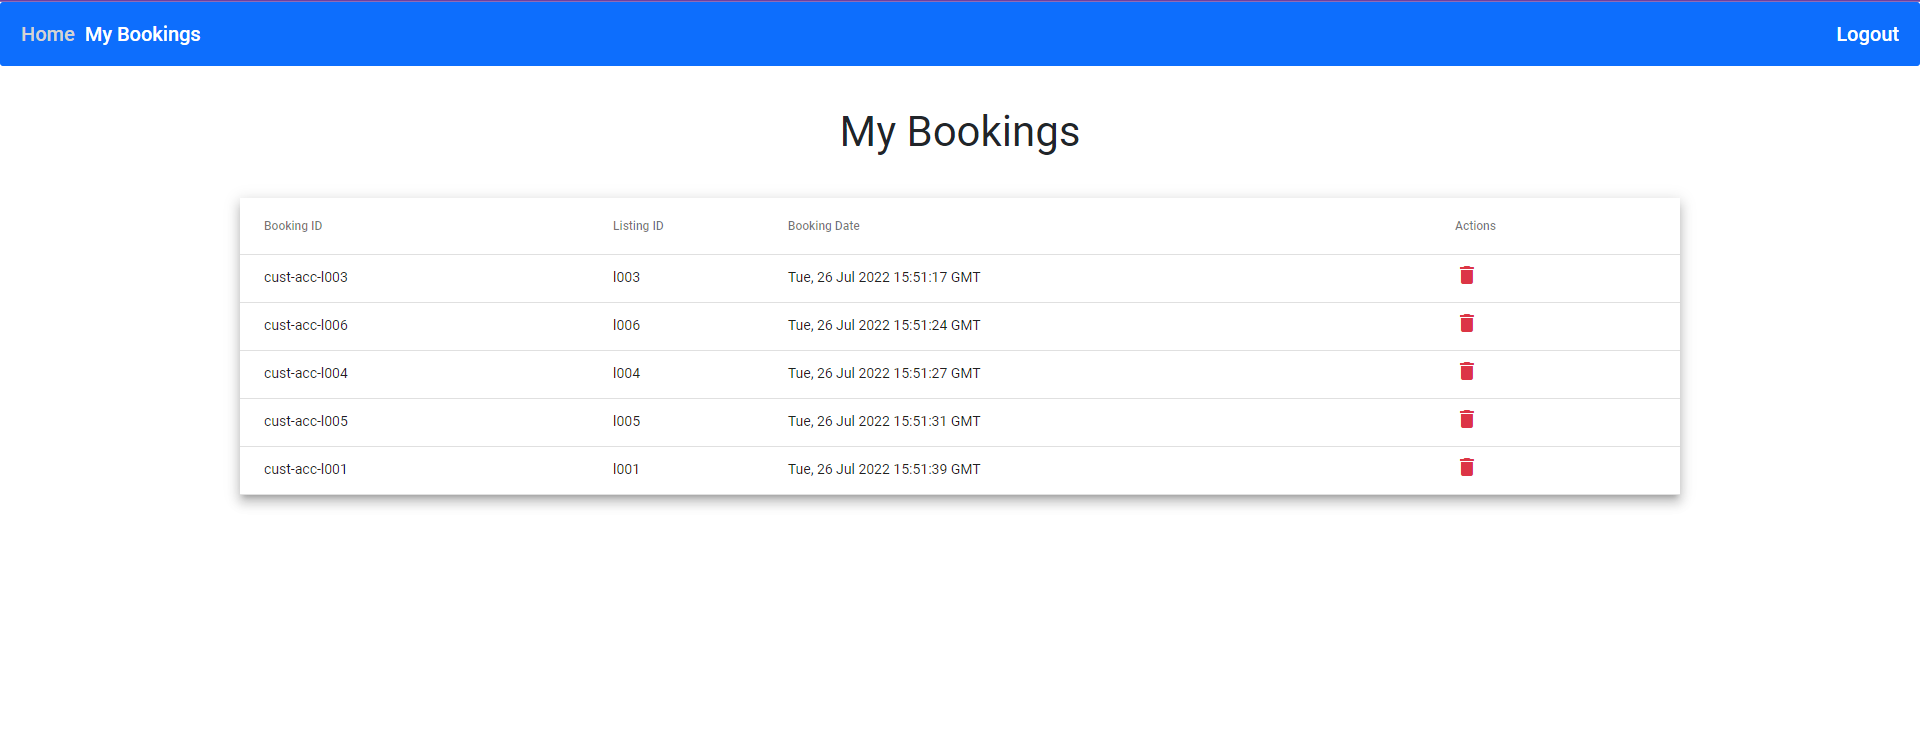 Home My Bookings Logout
My Bookings
Booking ID Listing ID Booking Date Actions
cust-acc-l003 l003 Tue, 26 Jul 2022 15:51:17 GMT
cust-acc-l006 l006 Tue, 26 Jul 2022 15:51:24 GMT
cust-acc-l004 l004 Tue, 26 Jul 2022 15:51:27 GMT
cust-acc-l005 l005 Tue, 26 Jul 2022 15:51:31 GMT
cust-acc-l001 l001 Tue, 26 Jul 2022 15:51:39 GMT